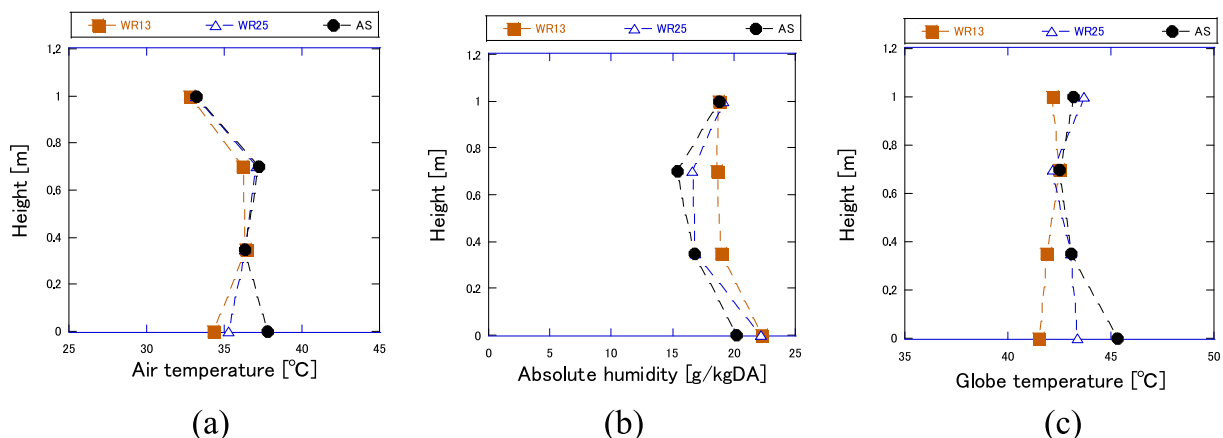 WR13 WR25 AS
1.2
1
0.8
0.6
0.4
0.2
0
Height [m]
25 30 35 40 45
Air temperature [℃]
(a)
WR13 WR25 AS
1.2
1
0.8
0.6
0.4
0.2
0
Height [m]
0 5 10 15 20 25
Absolute humidity [g/kgDA]
(b)
WR13 WR25 AS
1.2
1
0.8
0.6
0.4
0.2
0
Height [m]
35 40 45 50
Globe temperature [℃]
(c)